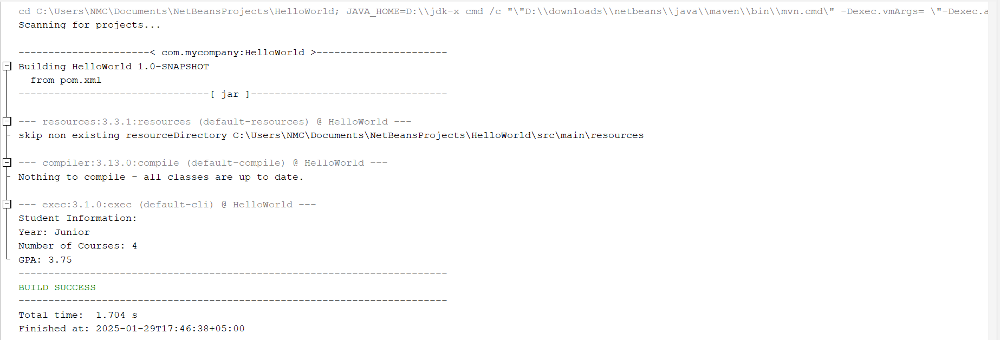 cd C:\Users\NMC\Documents\NetBeansProjects\HelloWorld; JAVA_HOME=D:\\jdk-x cmd /c "\"D:\\downloads\\netbeans\\java\\maven\\bin\\mvn.cmd\" -Dexec.vmArgs= \"-Dexec.a
Scanning for projects...
----------------------< com.mycompany:HelloWorld >----------------------
Building HelloWorld 1.0-SNAPSHOT
  from pom.xml
--------------------------------[ jar ]---------------------------------
--- resources:3.3.1:resources (default-resources) @ HelloWorld ---
skip non existing resourceDirectory C:\Users\NMC\Documents\NetBeansProjects\HelloWorld\src\main\resources
--- compiler:3.13.0:compile (default-compile) @ HelloWorld ---
Nothing to compile - all classes are up to date.
--- exec:3.1.0:exec (default-cli) @ HelloWorld ---
Student Information:
Year: Junior
Number of Courses: 4
GPA: 3.75
------------------------------------------------------------------------
BUILD SUCCESS
------------------------------------------------------------------------
Total time:  1.704 s
Finished at: 2025-01-29T17:46:38+05:00